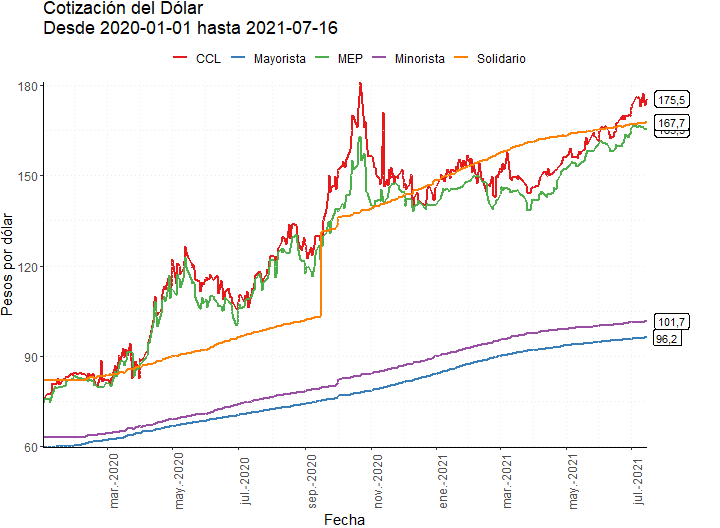 Cotización del Dólar
Desde 2020-01-01 hasta 2021-07-16
CCL Mayorista MEP Minorista Solidario
Pesos por dólar
180
150
120
90
60
175,5
167,7
101,7
96,2
mar.-2020
may.-2020
jul.-2020
sep.-2020
nov.-2020
ene.-2021
mar.-2021
may.-2021
jul.-2021
Fecha